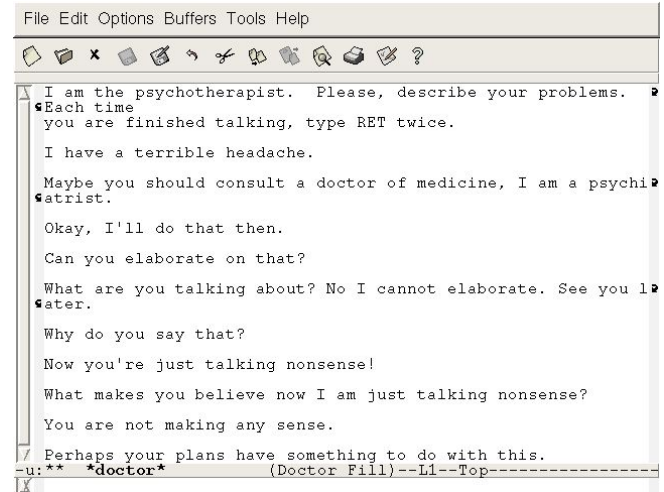 File Edit Options Buffers Tools Help
I am the psychotherapist.  Please, describe your problems.
Each time
you are finished talking, type RET twice.
I have a terrible headache.
Maybe you should consult a doctor of medicine, I am a psychi
atrist.
Okay, I'll do that then.
Can you elaborate on that?
What are you talking about? No I cannot elaborate. See you l
ater.
Why do you say that?
Now you're just talking nonsense!
What makes you believe now I am just talking nonsense?
You are not making any sense.
Perhaps your plans have something to do with this.
-u:**  *doctor*          (Doctor Fill)--L1--Top-----------------